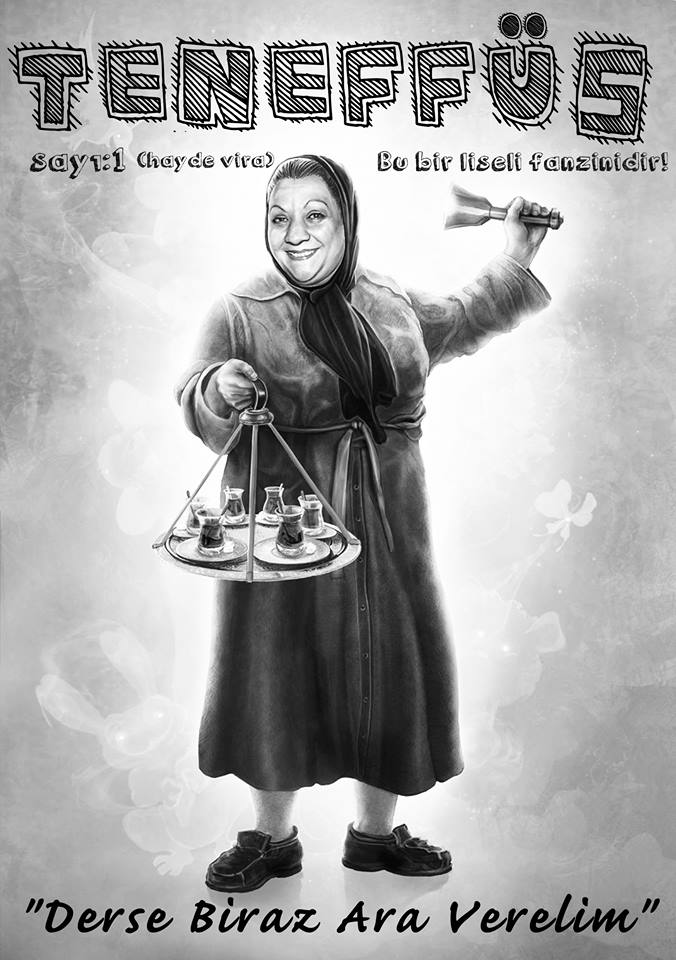 TENEFFÜS
sayı:1 (hayde vira) Bu bir liseli fanzinidir!
"Derse Biraz Ara Verelim"